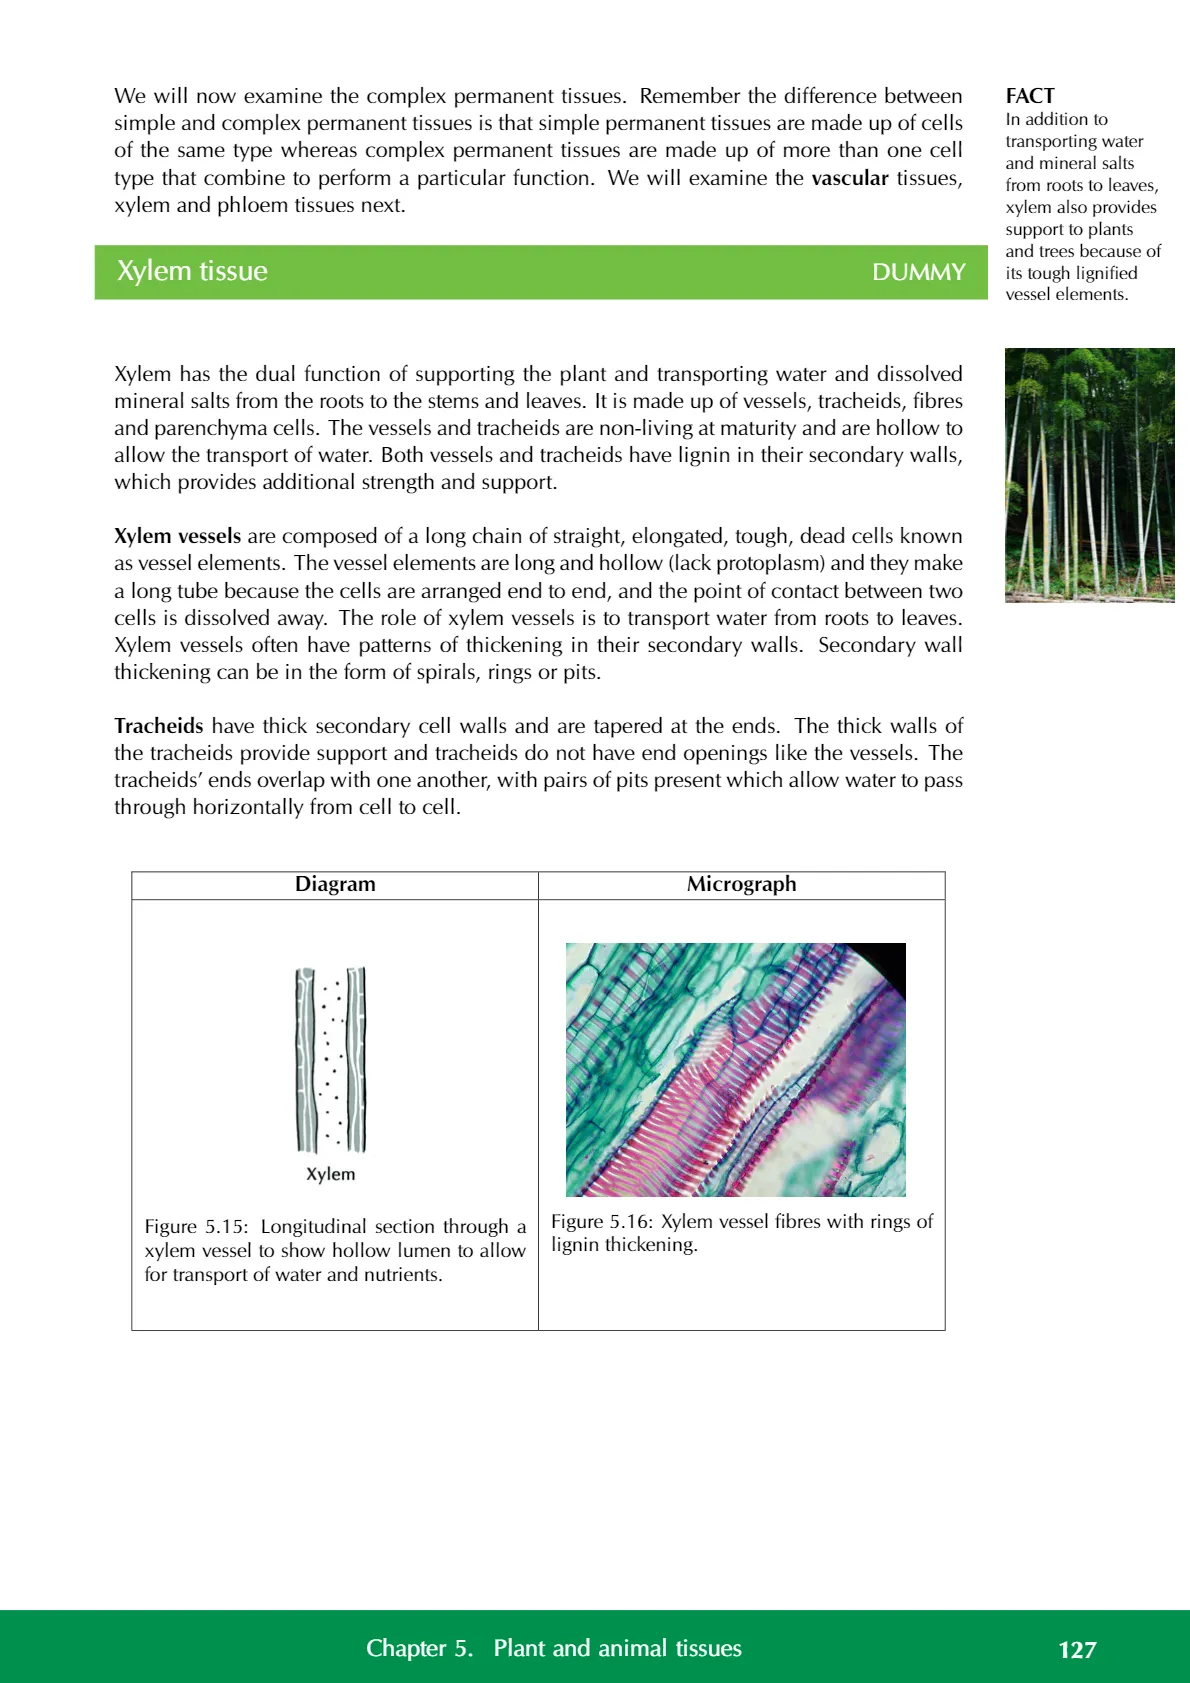 We will now examine the complex permanent tissues. Remember the difference between
simple and complex permanent tissues is that simple permanent tissues are made up of cells
of the same type whereas complex permanent tissues are made up of more than one cell
type that combine to perform a particular function. We will examine the vascular tissues,
xylem and phloem tissues next.
FACT
In addition to
transporting water
and mineral salts
from roots to leaves,
xylem also provides
support to plants
and trees because of
its tough lignified
vessel elements.
Xylem tissue DUMMY
Xylem has the dual function of supporting the plant and transporting water and dissolved
mineral salts from the roots to the stems and leaves. It is made up of vessels, tracheids, fibres
and parenchyma cells. The vessels and tracheids are non-living at maturity and are hollow to
allow the transport of water. Both vessels and tracheids have lignin in their secondary walls,
which provides additional strength and support.
Xylem vessels are composed of a long chain of straight, elongated, tough, dead cells known
as vessel elements. The vessel elements are long and hollow (lack protoplasm) and they make
a long tube because the cells are arranged end to end, and the point of contact between two
cells is dissolved away. The role of xylem vessels is to transport water from roots to leaves.
Xylem vessels often have patterns of thickening in their secondary walls. Secondary wall
thickening can be in the form of spirals, rings or pits.
Tracheids have thick secondary cell walls and are tapered at the ends. The thick walls of
the tracheids provide support and tracheids do not have end openings like the vessels. The
tracheids’ ends overlap with one another, with pairs of pits present which allow water to pass
through horizontally from cell to cell.
Diagram
Micrograph
Xylem
Figure 5.15: Longitudinal section through a
xylem vessel to show hollow lumen to allow
for transport of water and nutrients.
Figure 5.16: Xylem vessel fibres with rings of
lignin thickening.
Chapter 5. Plant and animal tissues 127